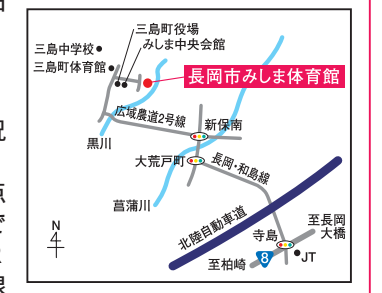 三島町役場
みしま中央会館
三島中学校
三島町体育館
長岡市みしま体育館
広域農道2号線
新保南
黒川
大荒戸町
長岡・和島線
菖蒲川
北陸自動車道
至長岡
大橋
寺島
N
8
JT
至柏崎